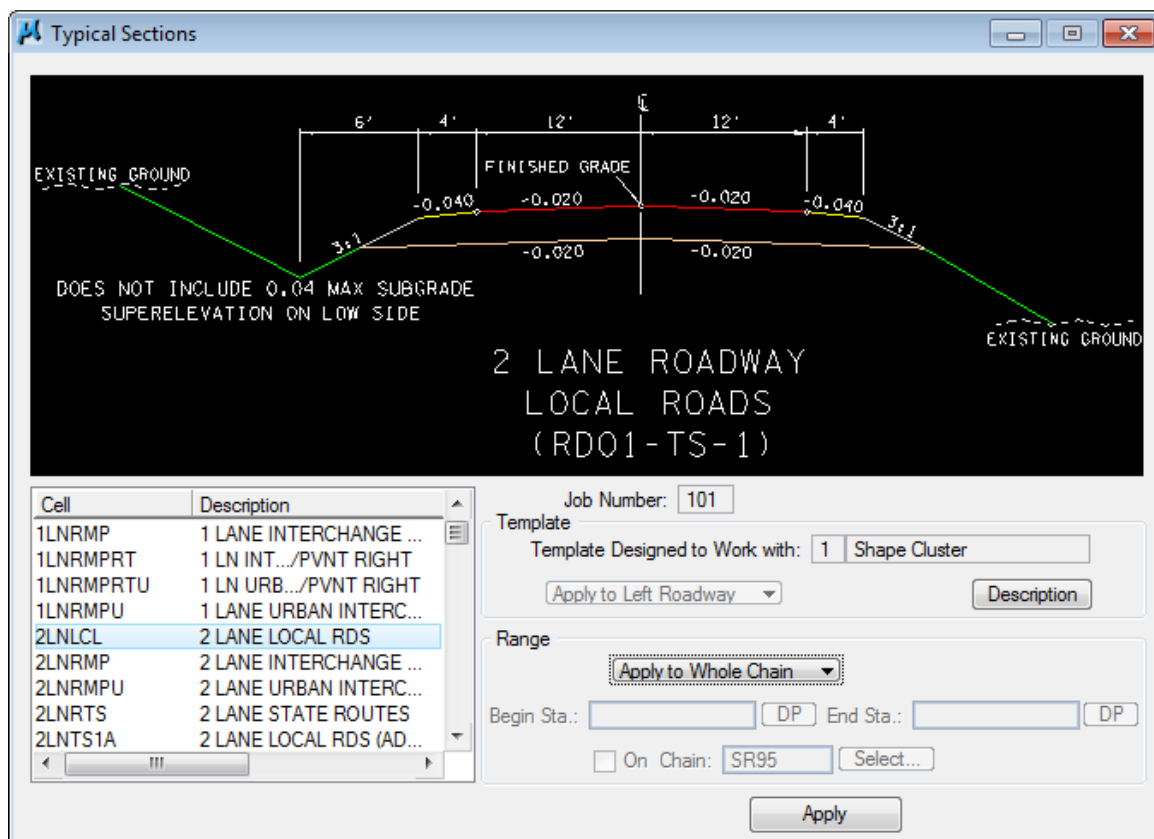 Typical Sections
℄
6' 4' 12' 12' 4'
EXISTING GROUND
FINISHED GRADE
-0.040 -0.020 -0.020 -0.040
3:1 3:1
-0.020 -0.020
DOES NOT INCLUDE 0.04 MAX SUBGRADE
SUPERELEVATION ON LOW SIDE
EXISTING GROUND
2 LANE ROADWAY
LOCAL ROADS
(RD01-TS-1)
Cell Description
1LNRMP 1 LANE INTERCHANGE ...
1LNRMPRT 1 LN INT.../PVNT RIGHT
1LNRMPRTU 1 LN URB.../PVNT RIGHT
1LNRMPU 1 LANE URBAN INTERC...
2LNLCL 2 LANE LOCAL RDS
2LNRMP 2 LANE INTERCHANGE ...
2LNRMPU 2 LANE URBAN INTERC...
2LNRTS 2 LANE STATE ROUTES
2LNTS1A 2 LANE LOCAL RDS (AD...
Job Number: 101
Template
Template Designed to Work with: 1 Shape Cluster
Apply to Left Roadway Description
Range
Apply to Whole Chain
Begin Sta.: DP End Sta.: DP
On Chain: SR95 Select...
Apply